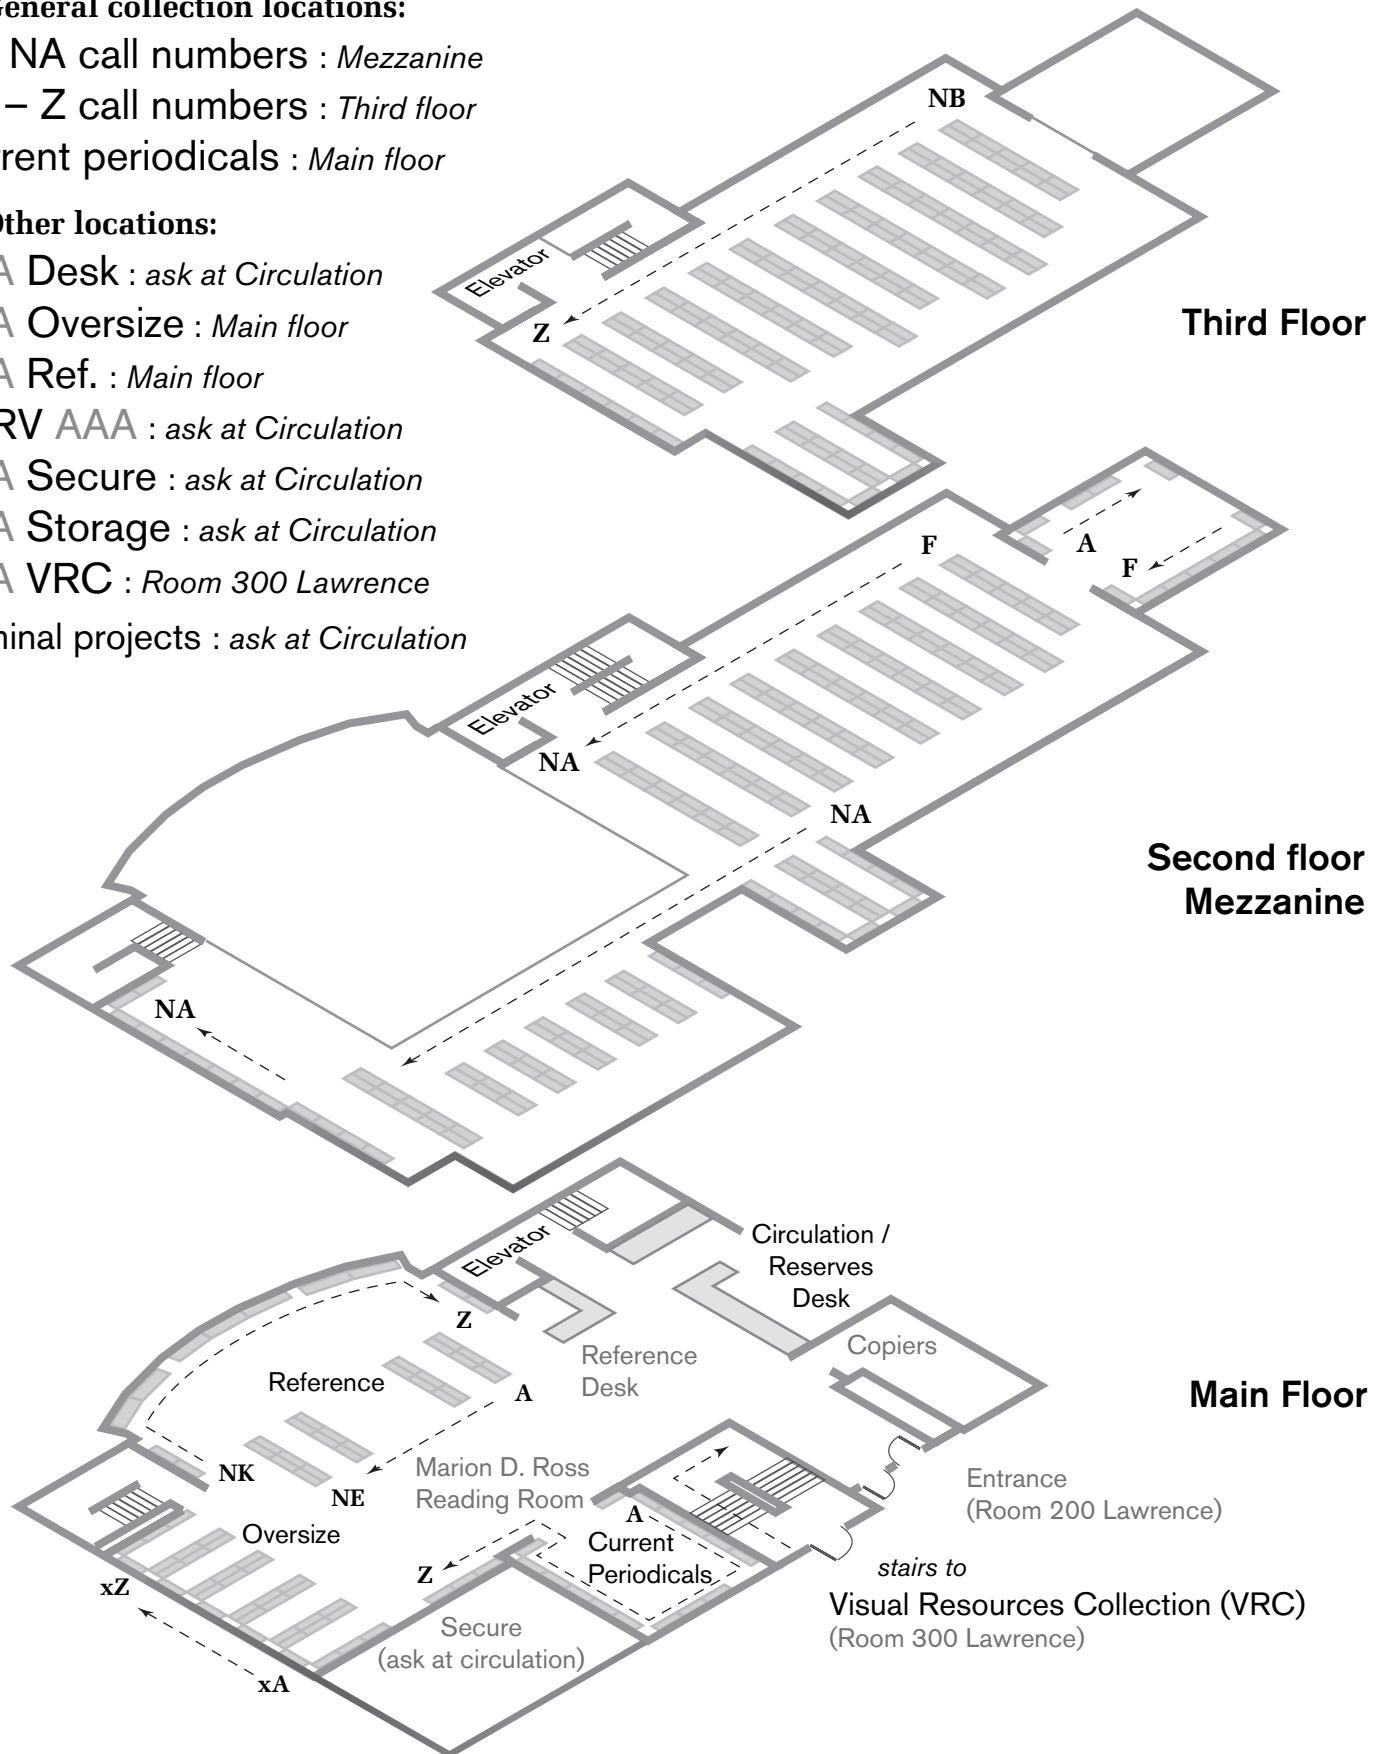 General collection locations:
NA call numbers : Mezzanine
– Z call numbers : Third floor
rrent periodicals : Main floor
Other locations:
A Desk : ask at Circulation
A Oversize : Main floor
A Ref. : Main floor
RV AAA : ask at Circulation
A Secure : ask at Circulation
A Storage : ask at Circulation
A VRC : Room 300 Lawrence
minal projects : ask at Circulation
NB
Elevator
Z
Third Floor
F
A
F
Elevator
NA
NA
Second floor
Mezzanine
NA
Elevator
Circulation /
Reserves
Desk
Z
Reference
Desk
Copiers
Reference
A
Main Floor
NK
NE
Marion D. Ross
Reading Room
Entrance
(Room 200 Lawrence)
A
Oversize
Current
Periodicals
Z
xZ
stairs to
Visual Resources Collection (VRC)
(Room 300 Lawrence)
Secure
(ask at circulation)
xA